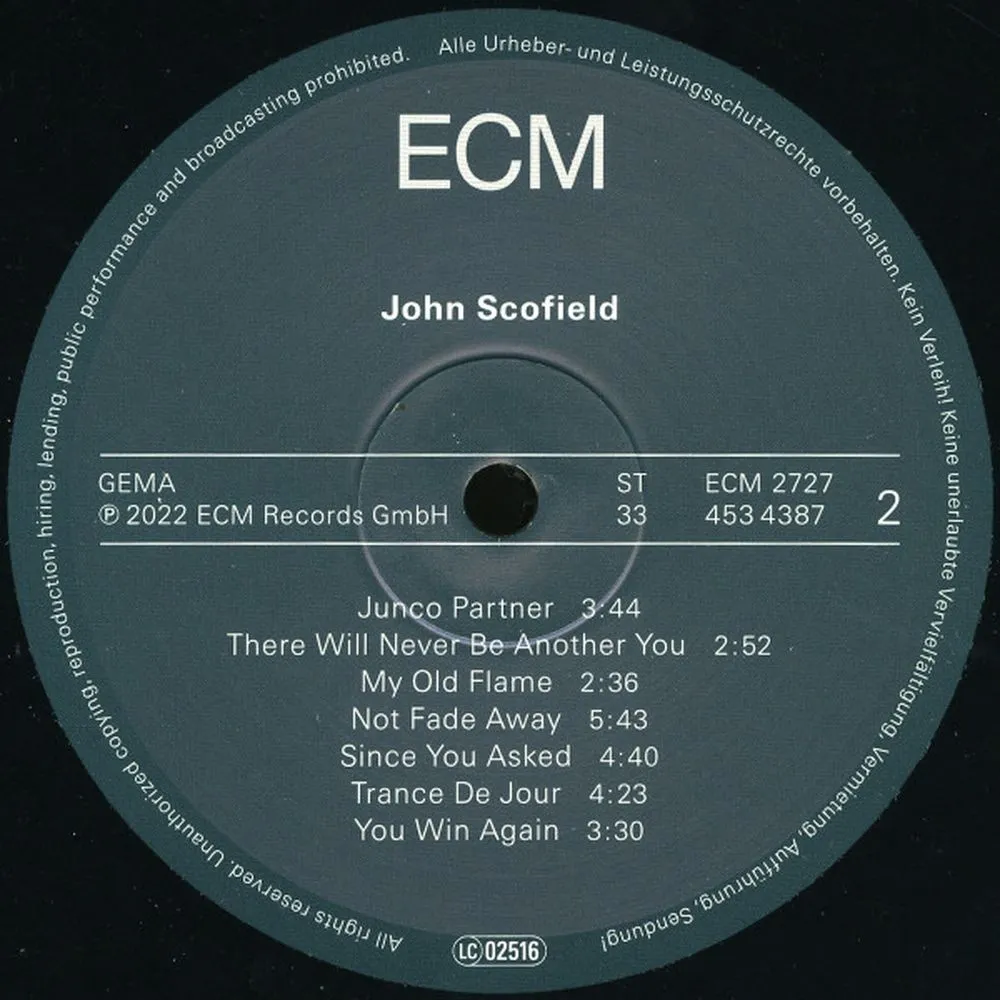 ECM
John Scofield
GEMA
℗ 2022 ECM Records GmbH
ST
33
ECM 2727
453 4387
2
Junco Partner 3:44
There Will Never Be Another You 2:52
My Old Flame 2:36
Not Fade Away 5:43
Since You Asked 4:40
Trance De Jour 4:23
You Win Again 3:30
LC 02516
All rights reserved. Unauthorized copying, reproduction, hiring, lending, public performance and broadcasting prohibited.
Alle Urheber- und Leistungsschutzrechte vorbehalten. Kein Verleih! Keine unerlaubte Vervielfältigung, Vermietung, Aufführung, Sendung!